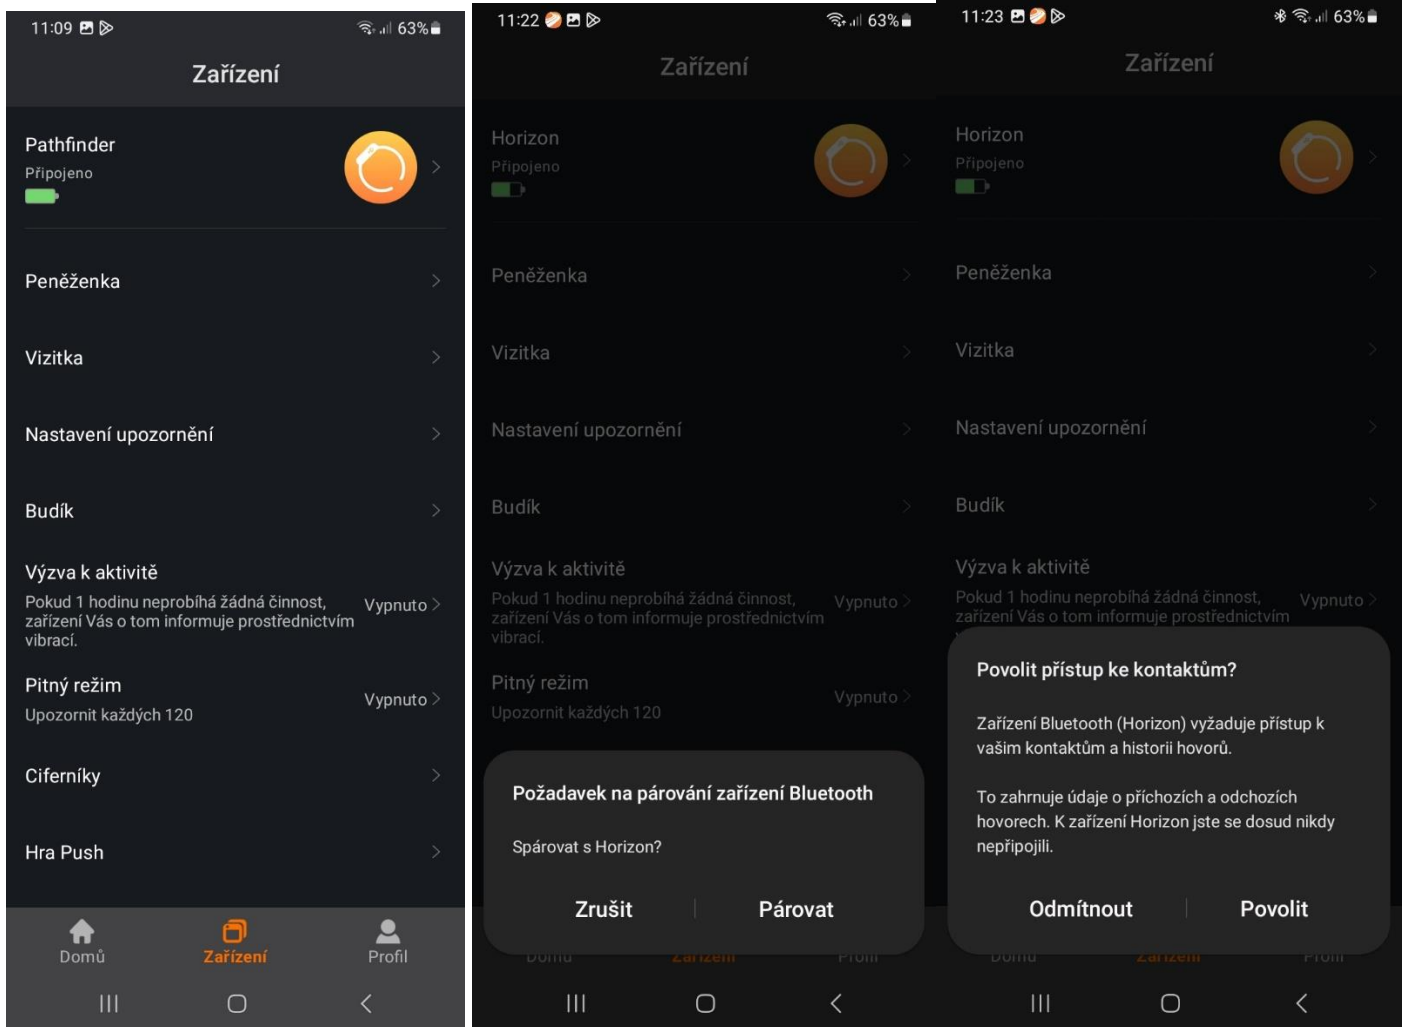 11:09
63%
Zařízení
Pathfinder
Připojeno
Peněženka
Vizitka
Nastavení upozornění
Budík
Výzva k aktivitě
Pokud 1 hodinu neprobíhá žádná činnost,
zařízení Vás o tom informuje prostřednictvím
vibrací.
Vypnuto
Pitný režim
Upozornit každých 120
Vypnuto
Ciferníky
Hra Push
Domů
Zařízení
Profil
11:22
63%
Zařízení
Horizon
Připojeno
Peněženka
Vizitka
Nastavení upozornění
Budík
Výzva k aktivitě
Pokud 1 hodinu neprobíhá žádná činnost,
zařízení Vás o tom informuje prostřednictvím
vibrací.
Vypnuto
Pitný režim
Upozornit každých 120
Vypnuto
Požadavek na párování zařízení Bluetooth
Spárovat s Horizon?
Zrušit
Párovat
Domů
Zařízení
Profil
11:23
63%
Zařízení
Horizon
Připojeno
Peněženka
Vizitka
Nastavení upozornění
Budík
Výzva k aktivitě
Pokud 1 hodinu neprobíhá žádná činnost,
zařízení Vás o tom informuje prostřednictvím
Vypnuto
Povolit přístup ke kontaktům?
Zařízení Bluetooth (Horizon) vyžaduje přístup k
vašim kontaktům a historii hovorů.
To zahrnuje údaje o příchozích a odchozích
hovorech. K zařízení Horizon jste se dosud nikdy
nepřipojili.
Odmítnout
Povolit
Domů
Zařízení
Profil